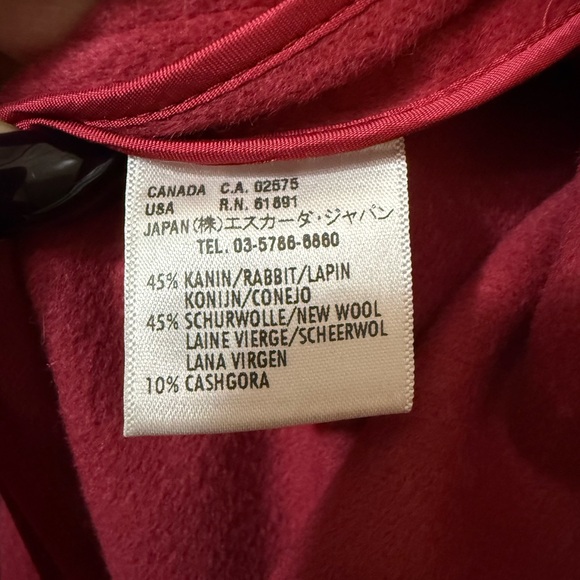 CANADA C.A. 02575
USA R.N. 61891
JAPAN (株)エスカーダ・ジャパン
TEL. 03-5786-6860
45% KANIN/RABBIT/LAPIN
KONIJN/CONEJO
45% SCHURWOLLE/NEW WOOL
LAINE VIERGE/SCHEERWOL
LANA VIRGEN
10% CASHGORA